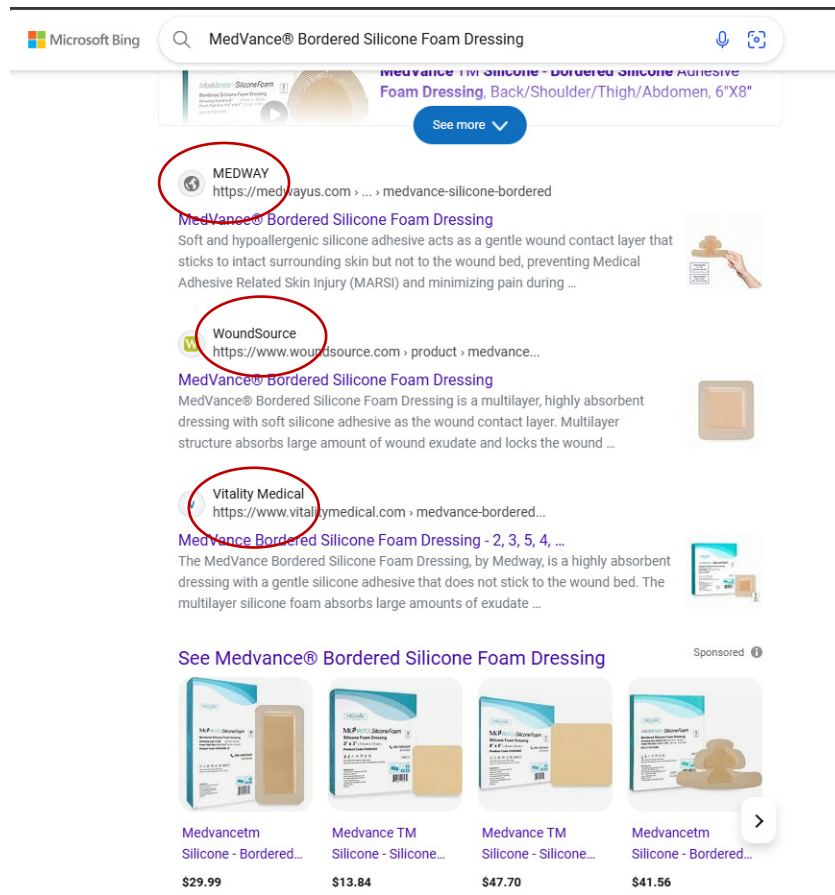 Microsoft Bing
MedVance® Bordered Silicone Foam Dressing
MedVance TM Silicone - Bordered Silicone Adhesive
Foam Dressing, Back/Shoulder/Thigh/Abdomen, 6"X8"
See more
MEDWAY
https://medwayus.com › ... › medvance-silicone-bordered
MedVance® Bordered Silicone Foam Dressing
Soft and hypoallergenic silicone adhesive acts as a gentle wound contact layer that
sticks to intact surrounding skin but not to the wound bed, preventing Medical
Adhesive Related Skin Injury (MARSI) and minimizing pain during ...
WoundSource
https://www.woundsource.com › product › medvance...
MedVance® Bordered Silicone Foam Dressing
MedVance® Bordered Silicone Foam Dressing is a multilayer, highly absorbent
dressing with soft silicone adhesive as the wound contact layer. Multilayer
structure absorbs large amount of wound exudate and locks the wound ...
Vitality Medical
https://www.vitalitymedical.com › medvance-bordered...
MedVance Bordered Silicone Foam Dressing - 2, 3, 5, 4, ...
The MedVance Bordered Silicone Foam Dressing, by Medway, is a highly absorbent
dressing with a gentle silicone adhesive that does not stick to the wound bed. The
multilayer silicone foam absorbs large amounts of exudate ...
See Medvance® Bordered Silicone Foam Dressing
Sponsored
Medvancetm Silicone - Bordered...
$29.99
Medvance TM Silicone - Silicone...
$13.84
Medvance TM Silicone - Silicone...
$47.70
Medvancetm Silicone - Bordered...
$41.56